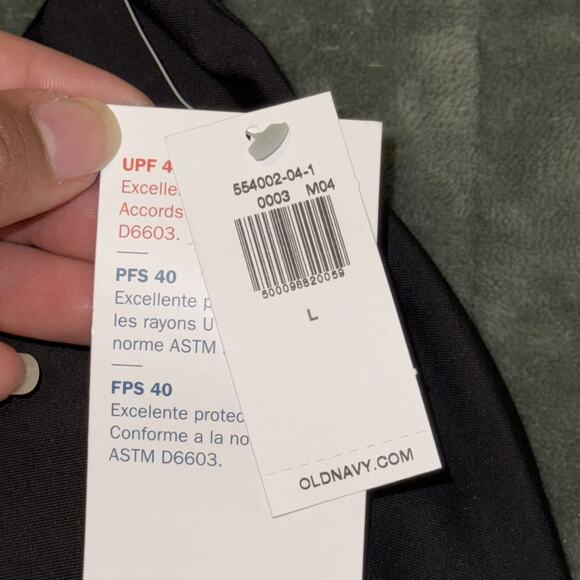 UPF 4
Excelle
Accords
D6603.
PFS 40
Excellente p
les rayons U
norme ASTM
FPS 40
Excelente protec
Conforme a la no
ASTM D6603.
554002-04-1
0003 M04
500098820059
L
OLDNAVY.COM